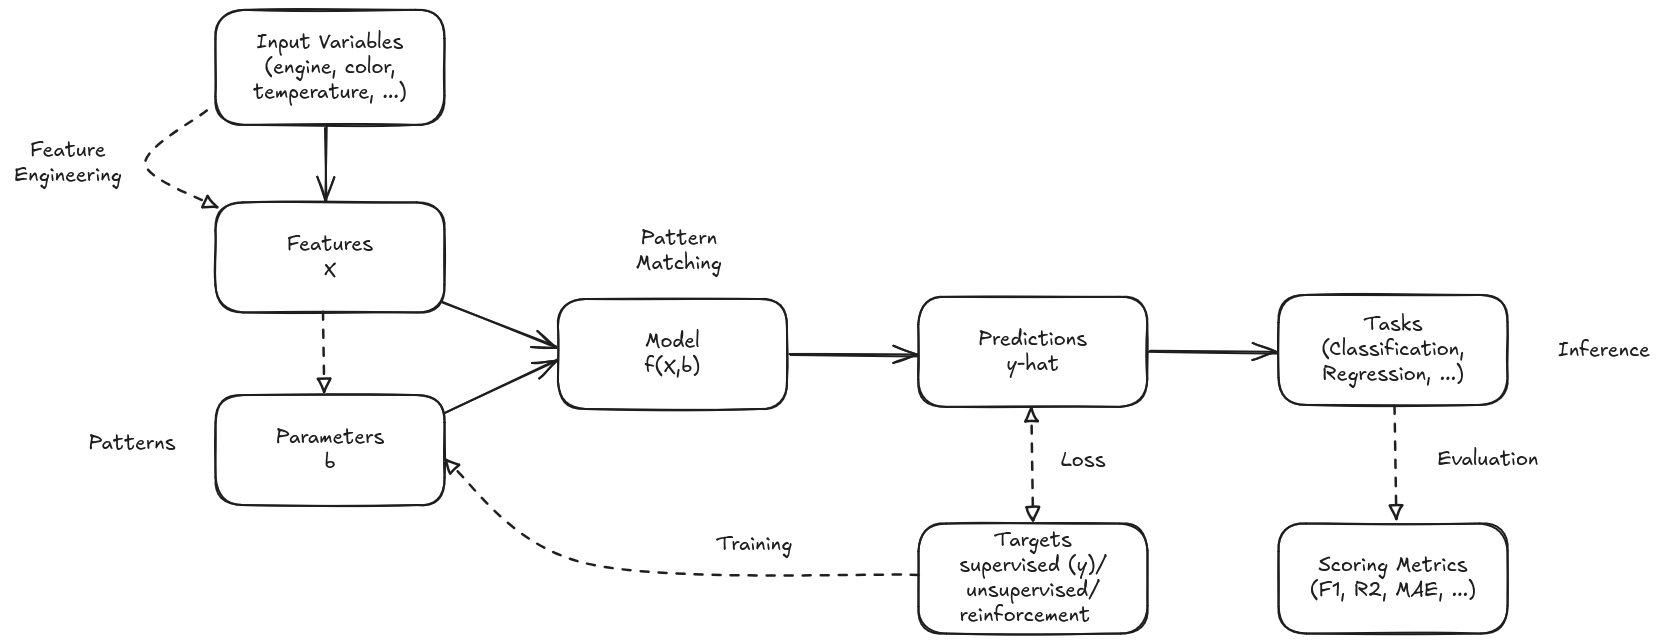 Input Variables
(engine, color,
temperature, ...)
Feature
Engineering
Features
X
Pattern
Matching
Model
f(X,b)
Predictions
y-hat
Tasks
(Classification,
Regression, ...)
Inference
Patterns
Parameters
b
Loss
Evaluation
Training
Targets
supervised (y)/
unsupervised/
reinforcement
Scoring Metrics
(F1, R2, MAE, ...)